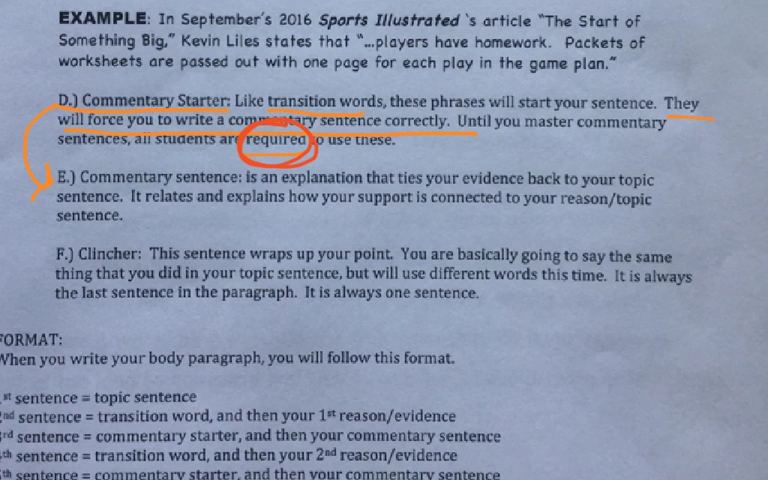 EXAMPLE: In September's 2016 Sports Illustrated `s article "The Start of
Something Big," Kevin Liles states that "...players have homework. Packets of
worksheets are passed out with one page for each play in the game plan."
D.) Commentary Starter: Like transition words, these phrases will start your sentence. They
will force you to write a commentary sentence correctly. Until you master commentary
sentences, all students are required to use these.
E.) Commentary sentence: is an explanation that ties your evidence back to your topic
sentence. It relates and explains how your support is connected to your reason/topic
sentence.
F.) Clincher: This sentence wraps up your point. You are basically going to say the same
thing that you did in your topic sentence, but will use different words this time. It is always
the last sentence in the paragraph. It is always one sentence.
FORMAT:
When you write your body paragraph, you will follow this format.
st sentence = topic sentence
nd sentence = transition word, and then your 1st reason/evidence
rd sentence = commentary starter, and then your commentary sentence
th sentence = transition word, and then your 2nd reason/evidence
th sentence = commentary starter, and then your commentary sentence